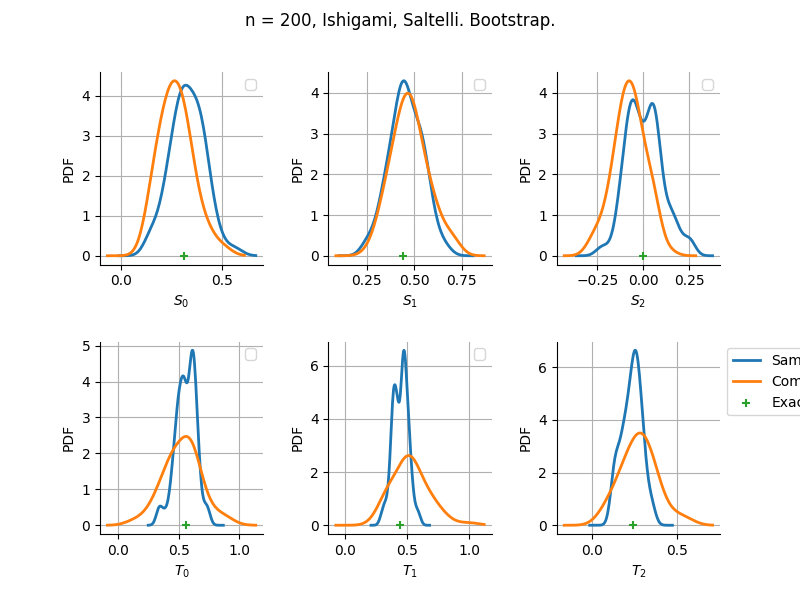 n = 200, Ishigami, Saltelli. Bootstrap.
PDF
4
3
2
1
0
0.0 0.5
S0
PDF
4
3
2
1
0
0.25 0.50 0.75
S1
PDF
4
3
2
1
0
−0.25 0.00 0.25
S2
PDF
5
4
3
2
1
0
0.0 0.5 1.0
T0
PDF
6
4
2
0
0.0 0.5 1.0
T1
PDF
6
4
2
0
0.0 0.5
T2
Sam
Com
Exac